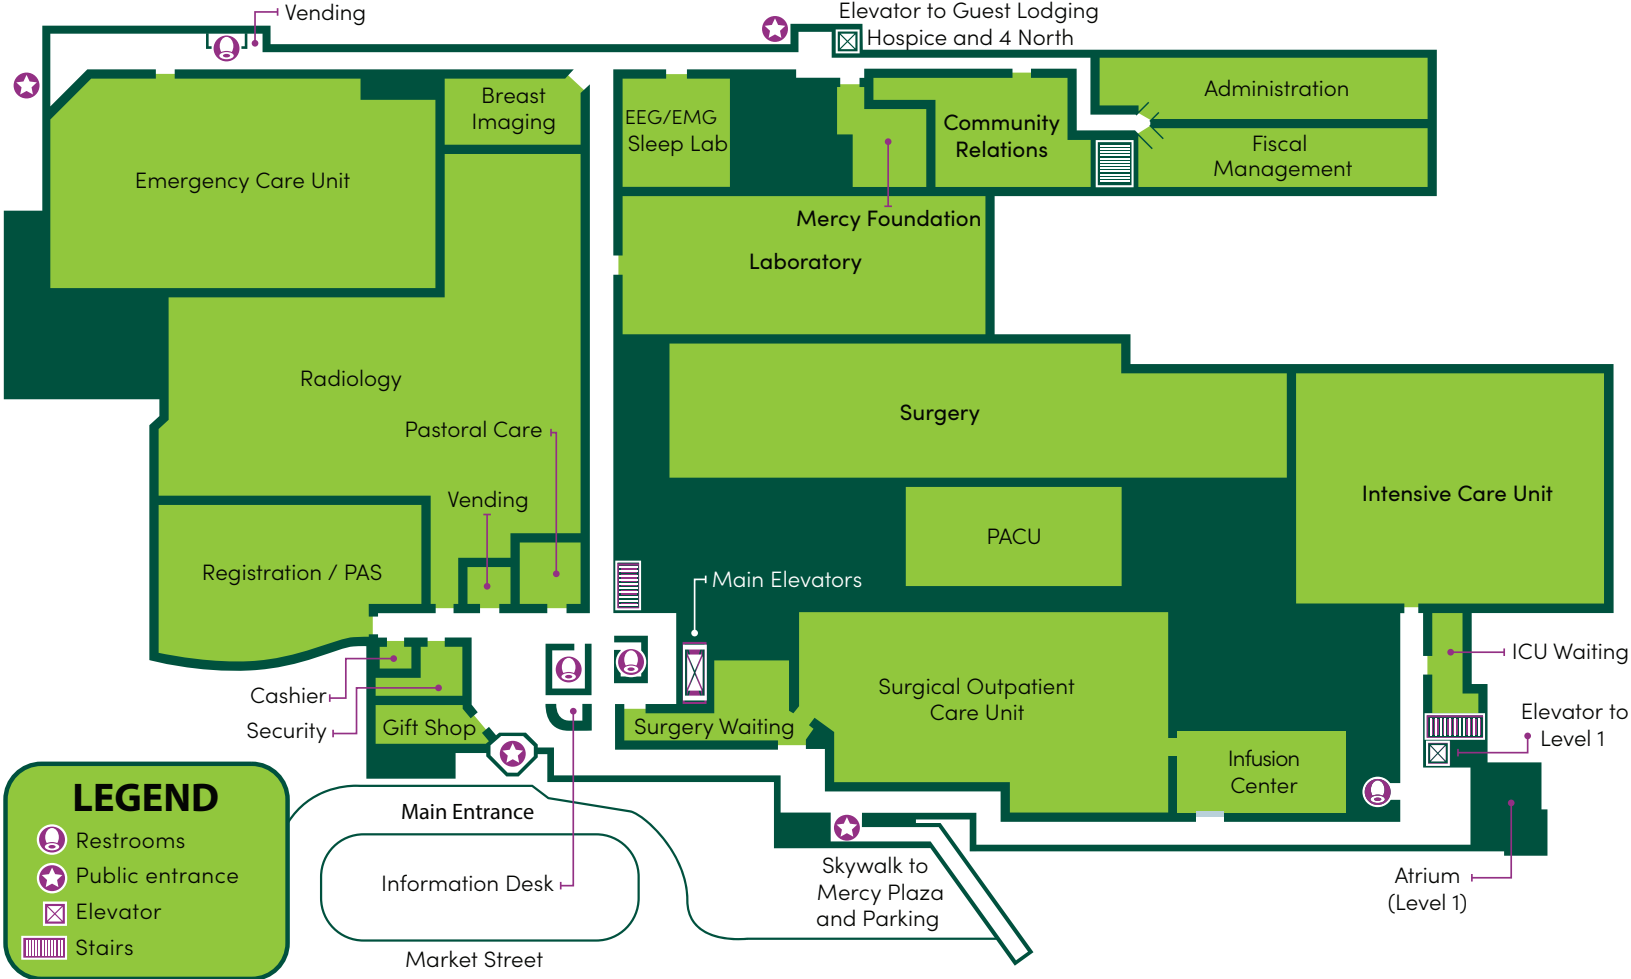 Vending
Elevator to Guest Lodging
Hospice and 4 North
Breast
Imaging
EEG/EMG
Sleep Lab
Community
Relations
Administration
Fiscal
Management
Emergency Care Unit
Mercy Foundation
Laboratory
Radiology
Pastoral Care
Surgery
Vending
Intensive Care Unit
PACU
Registration / PAS
Main Elevators
ICU Waiting
Cashier
Security
Gift Shop
Surgery Waiting
Surgical Outpatient
Care Unit
Elevator to
Level 1
Infusion
Center
LEGEND
Restrooms
Public entrance
Elevator
Stairs
Main Entrance
Information Desk
Market Street
Skywalk to
Mercy Plaza
and Parking
Atrium
(Level 1)